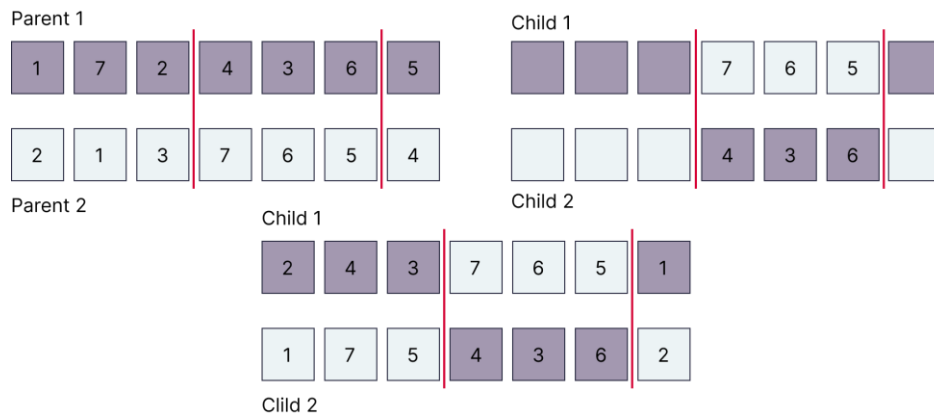 Parent 1
1 7 2 4 3 6 5
2 1 3 7 6 5 4
Parent 2
Child 1
7 6 5
4 3 6
Child 2
Child 1
2 4 3 7 6 5 1
1 7 5 4 3 6 2
Clild 2